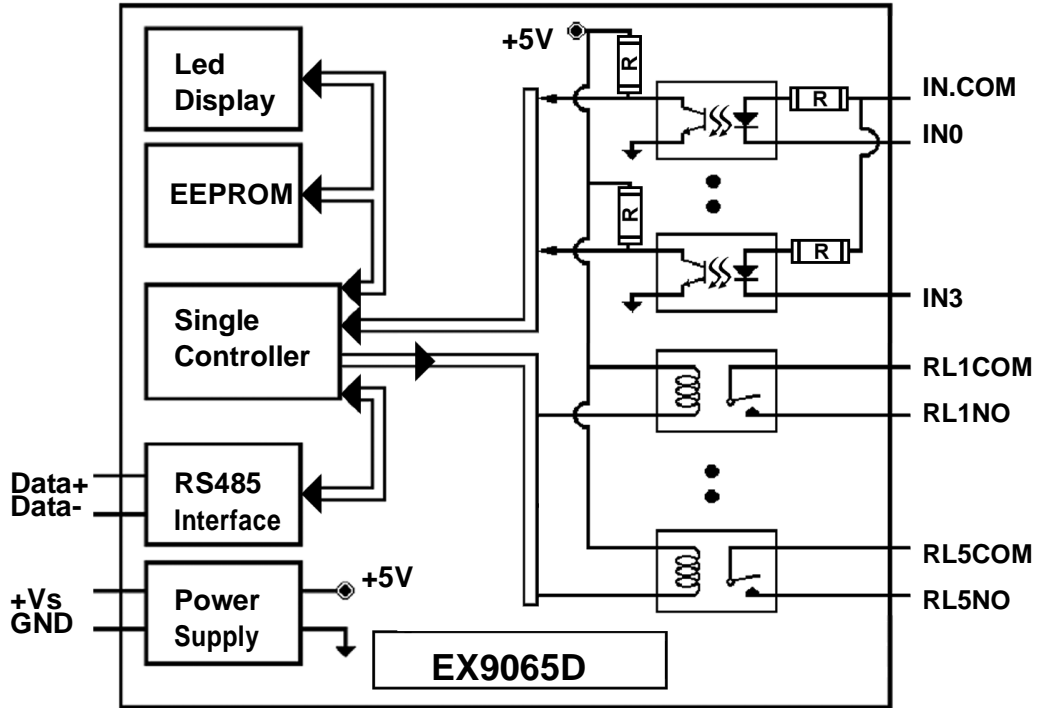 Led
Display
EEPROM
Single
Controller
RS485
Interface
Power
Supply
Data+
Data-
+Vs
GND
+5V
EX9065D
+5V
R
R
R
R
IN.COM
IN0
IN3
RL1COM
RL1NO
RL5COM
RL5NO